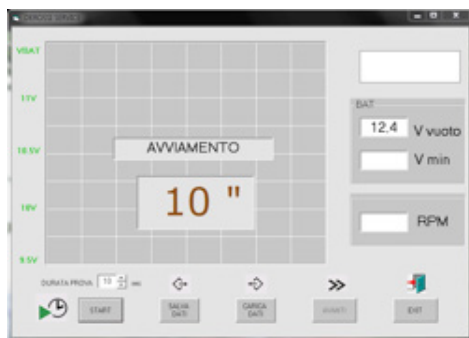 VBAT
11V
10.5V
10V
9.5V
AVVIAMENTO
10 "
BAT
12,4 V vuoto
V min
RPM
DURATA PROVA 10 sec
START
SALVA DATI
CARICA DATI
AVANTI
EXIT